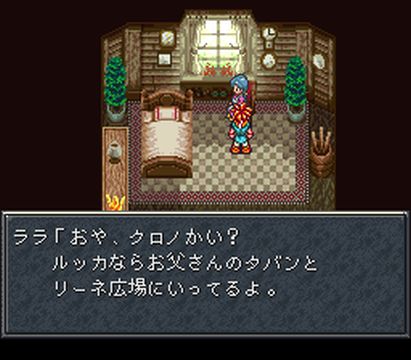 ララ「おや、クロノかい?
ルッカならお父さんのタバンと
リーネ広場にいってるよ。